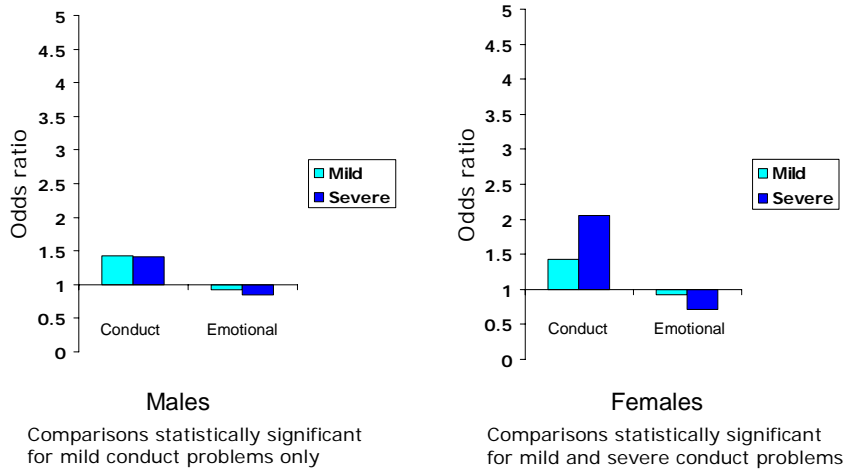 5
4.5
4
3.5
3
2.5
2
1.5
1
0.5
0
Odds ratio
Mild
Severe
Conduct Emotional
Males
Comparisons statistically significant
for mild conduct problems only
5
4.5
4
3.5
3
2.5
2
1.5
1
0.5
0
Odds ratio
Mild
Severe
Conduct Emotional
Females
Comparisons statistically significant
for mild and severe conduct problems